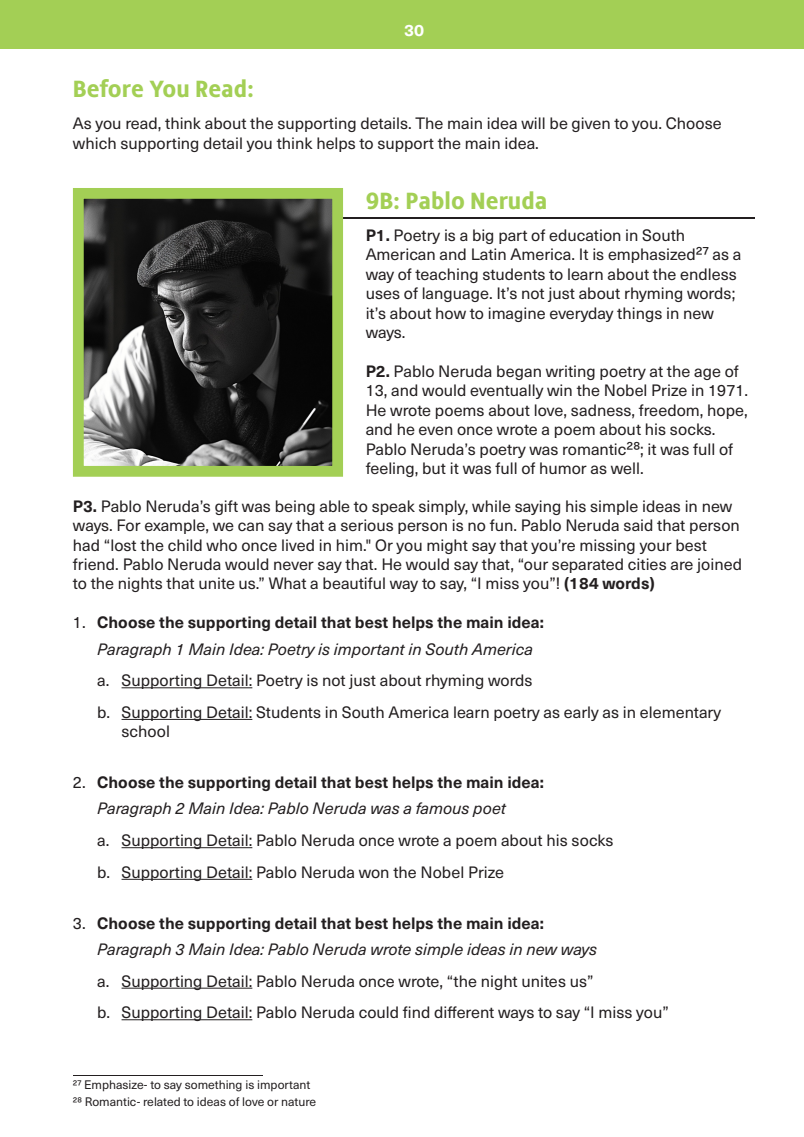 30
Before You Read:
As you read, think about the supporting details. The main idea will be given to you. Choose
which supporting detail you think helps to support the main idea.
9B: Pablo Neruda
P1. Poetry is a big part of education in South
American and Latin America. It is emphasized²⁷ as a
way of teaching students to learn about the endless
uses of language. It’s not just about rhyming words;
it’s about how to imagine everyday things in new
ways.
P2. Pablo Neruda began writing poetry at the age of
13, and would eventually win the Nobel Prize in 1971.
He wrote poems about love, sadness, freedom, hope,
and he even once wrote a poem about his socks.
Pablo Neruda’s poetry was romantic²⁸; it was full of
feeling, but it was full of humor as well.
P3. Pablo Neruda’s gift was being able to speak simply, while saying his simple ideas in new
ways. For example, we can say that a serious person is no fun. Pablo Neruda said that person
had “lost the child who once lived in him." Or you might say that you’re missing your best
friend. Pablo Neruda would never say that. He would say that, “our separated cities are joined
to the nights that unite us.” What a beautiful way to say, “I miss you”! (184 words)
1. Choose the supporting detail that best helps the main idea:
Paragraph 1 Main Idea: Poetry is important in South America
a. Supporting Detail: Poetry is not just about rhyming words
b. Supporting Detail: Students in South America learn poetry as early as in elementary
school
2. Choose the supporting detail that best helps the main idea:
Paragraph 2 Main Idea: Pablo Neruda was a famous poet
a. Supporting Detail: Pablo Neruda once wrote a poem about his socks
b. Supporting Detail: Pablo Neruda won the Nobel Prize
3. Choose the supporting detail that best helps the main idea:
Paragraph 3 Main Idea: Pablo Neruda wrote simple ideas in new ways
a. Supporting Detail: Pablo Neruda once wrote, “the night unites us”
b. Supporting Detail: Pablo Neruda could find different ways to say “I miss you”
²⁷ Emphasize- to say something is important
²⁸ Romantic- related to ideas of love or nature